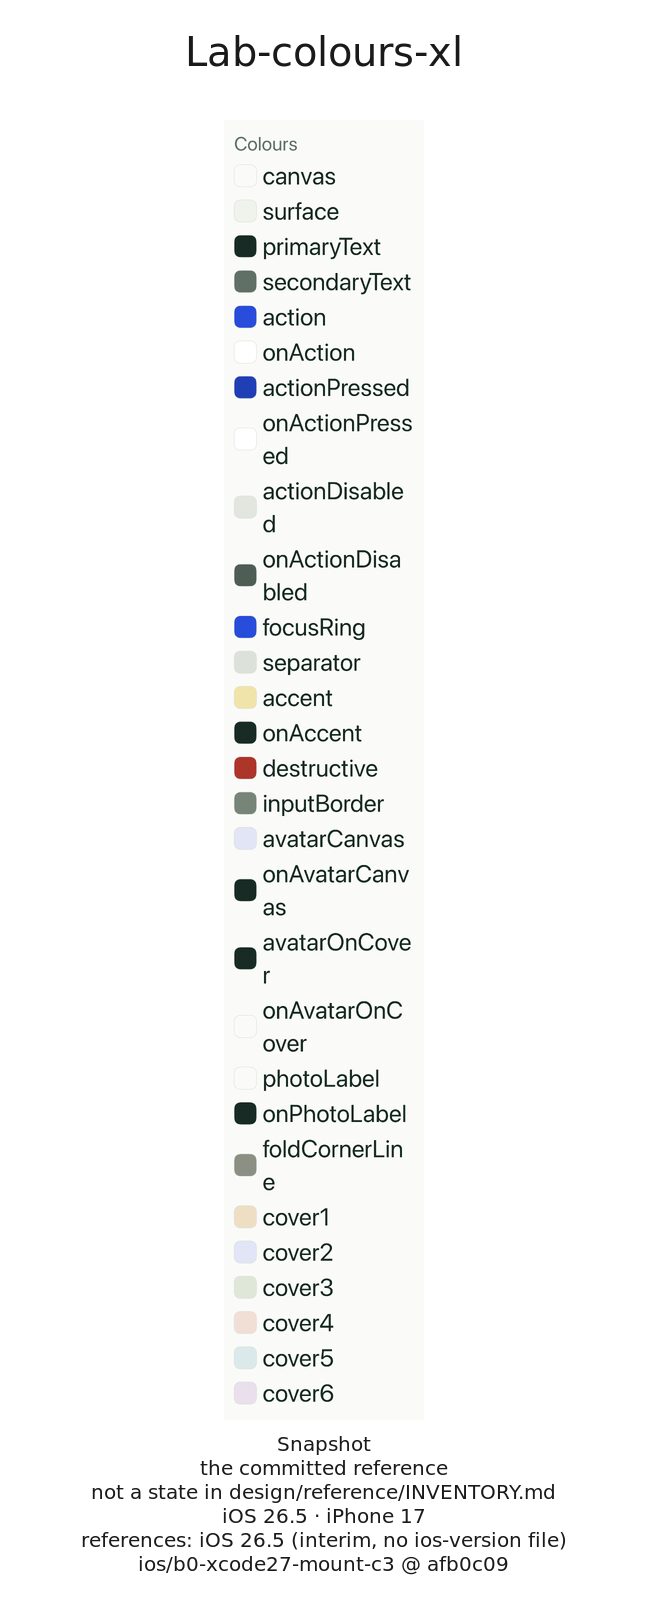 Lab-colours-xl
Colours
canvas
surface
primaryText
secondaryText
action
onAction
actionPressed
onActionPress
ed
actionDisable
d
onActionDisa
bled
focusRing
separator
accent
onAccent
destructive
inputBorder
avatarCanvas
onAvatarCanv
as
avatarOnCove
r
onAvatarOnC
over
photoLabel
onPhotoLabel
foldCornerLin
e
cover1
cover2
cover3
cover4
cover5
cover6
Snapshot
the committed reference
not a state in design/reference/INVENTORY.md
iOS 26.5 · iPhone 17
references: iOS 26.5 (interim, no ios-version file)
ios/b0-xcode27-mount-c3 @ afb0c09